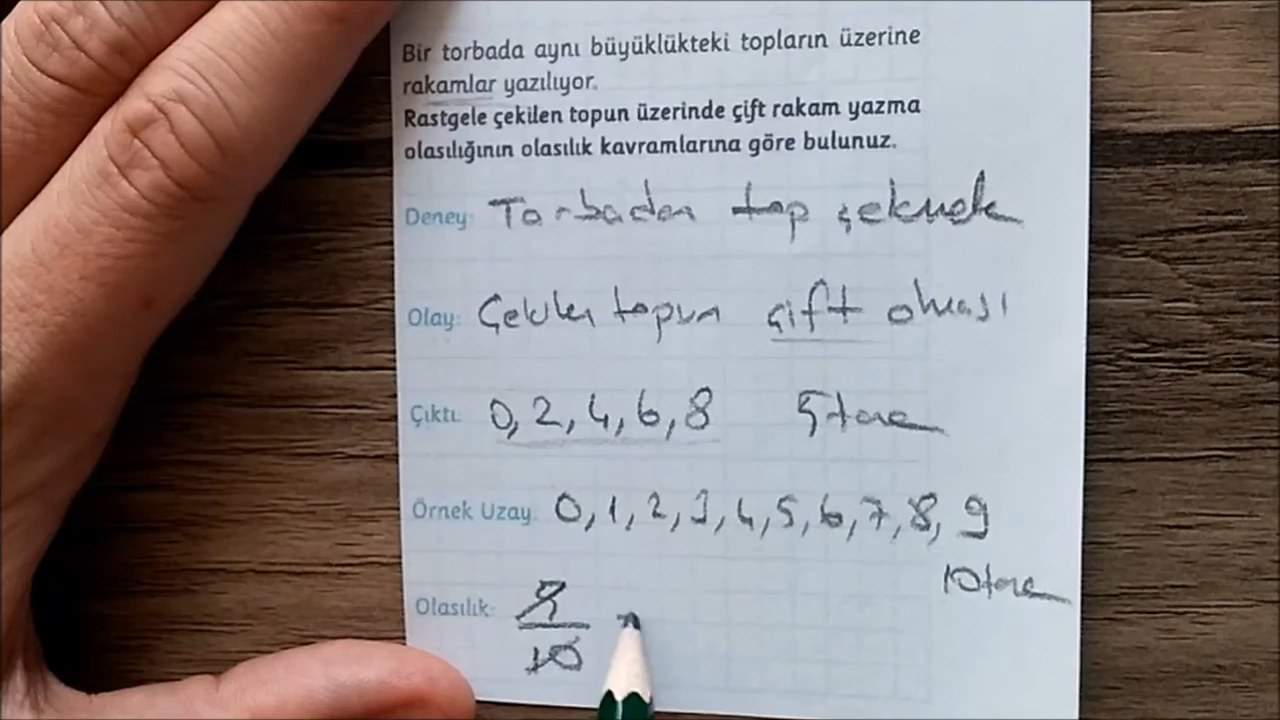 Bir torbada aynı büyüklükteki topların üzerine
rakamlar yazılıyor.
Rastgele çekilen topun üzerinde çift rakam yazma
olasılığının olasılık kavramlarına göre bulunuz.
Deney: Torbadan top çekmek
Olay: Çekilen topun çift olması
Çıktı: 0, 2, 4, 6, 8 5 tane
Örnek Uzay: 0, 1, 2, 3, 4, 5, 6, 7, 8, 9
10 tane
Olasılık: 5
10